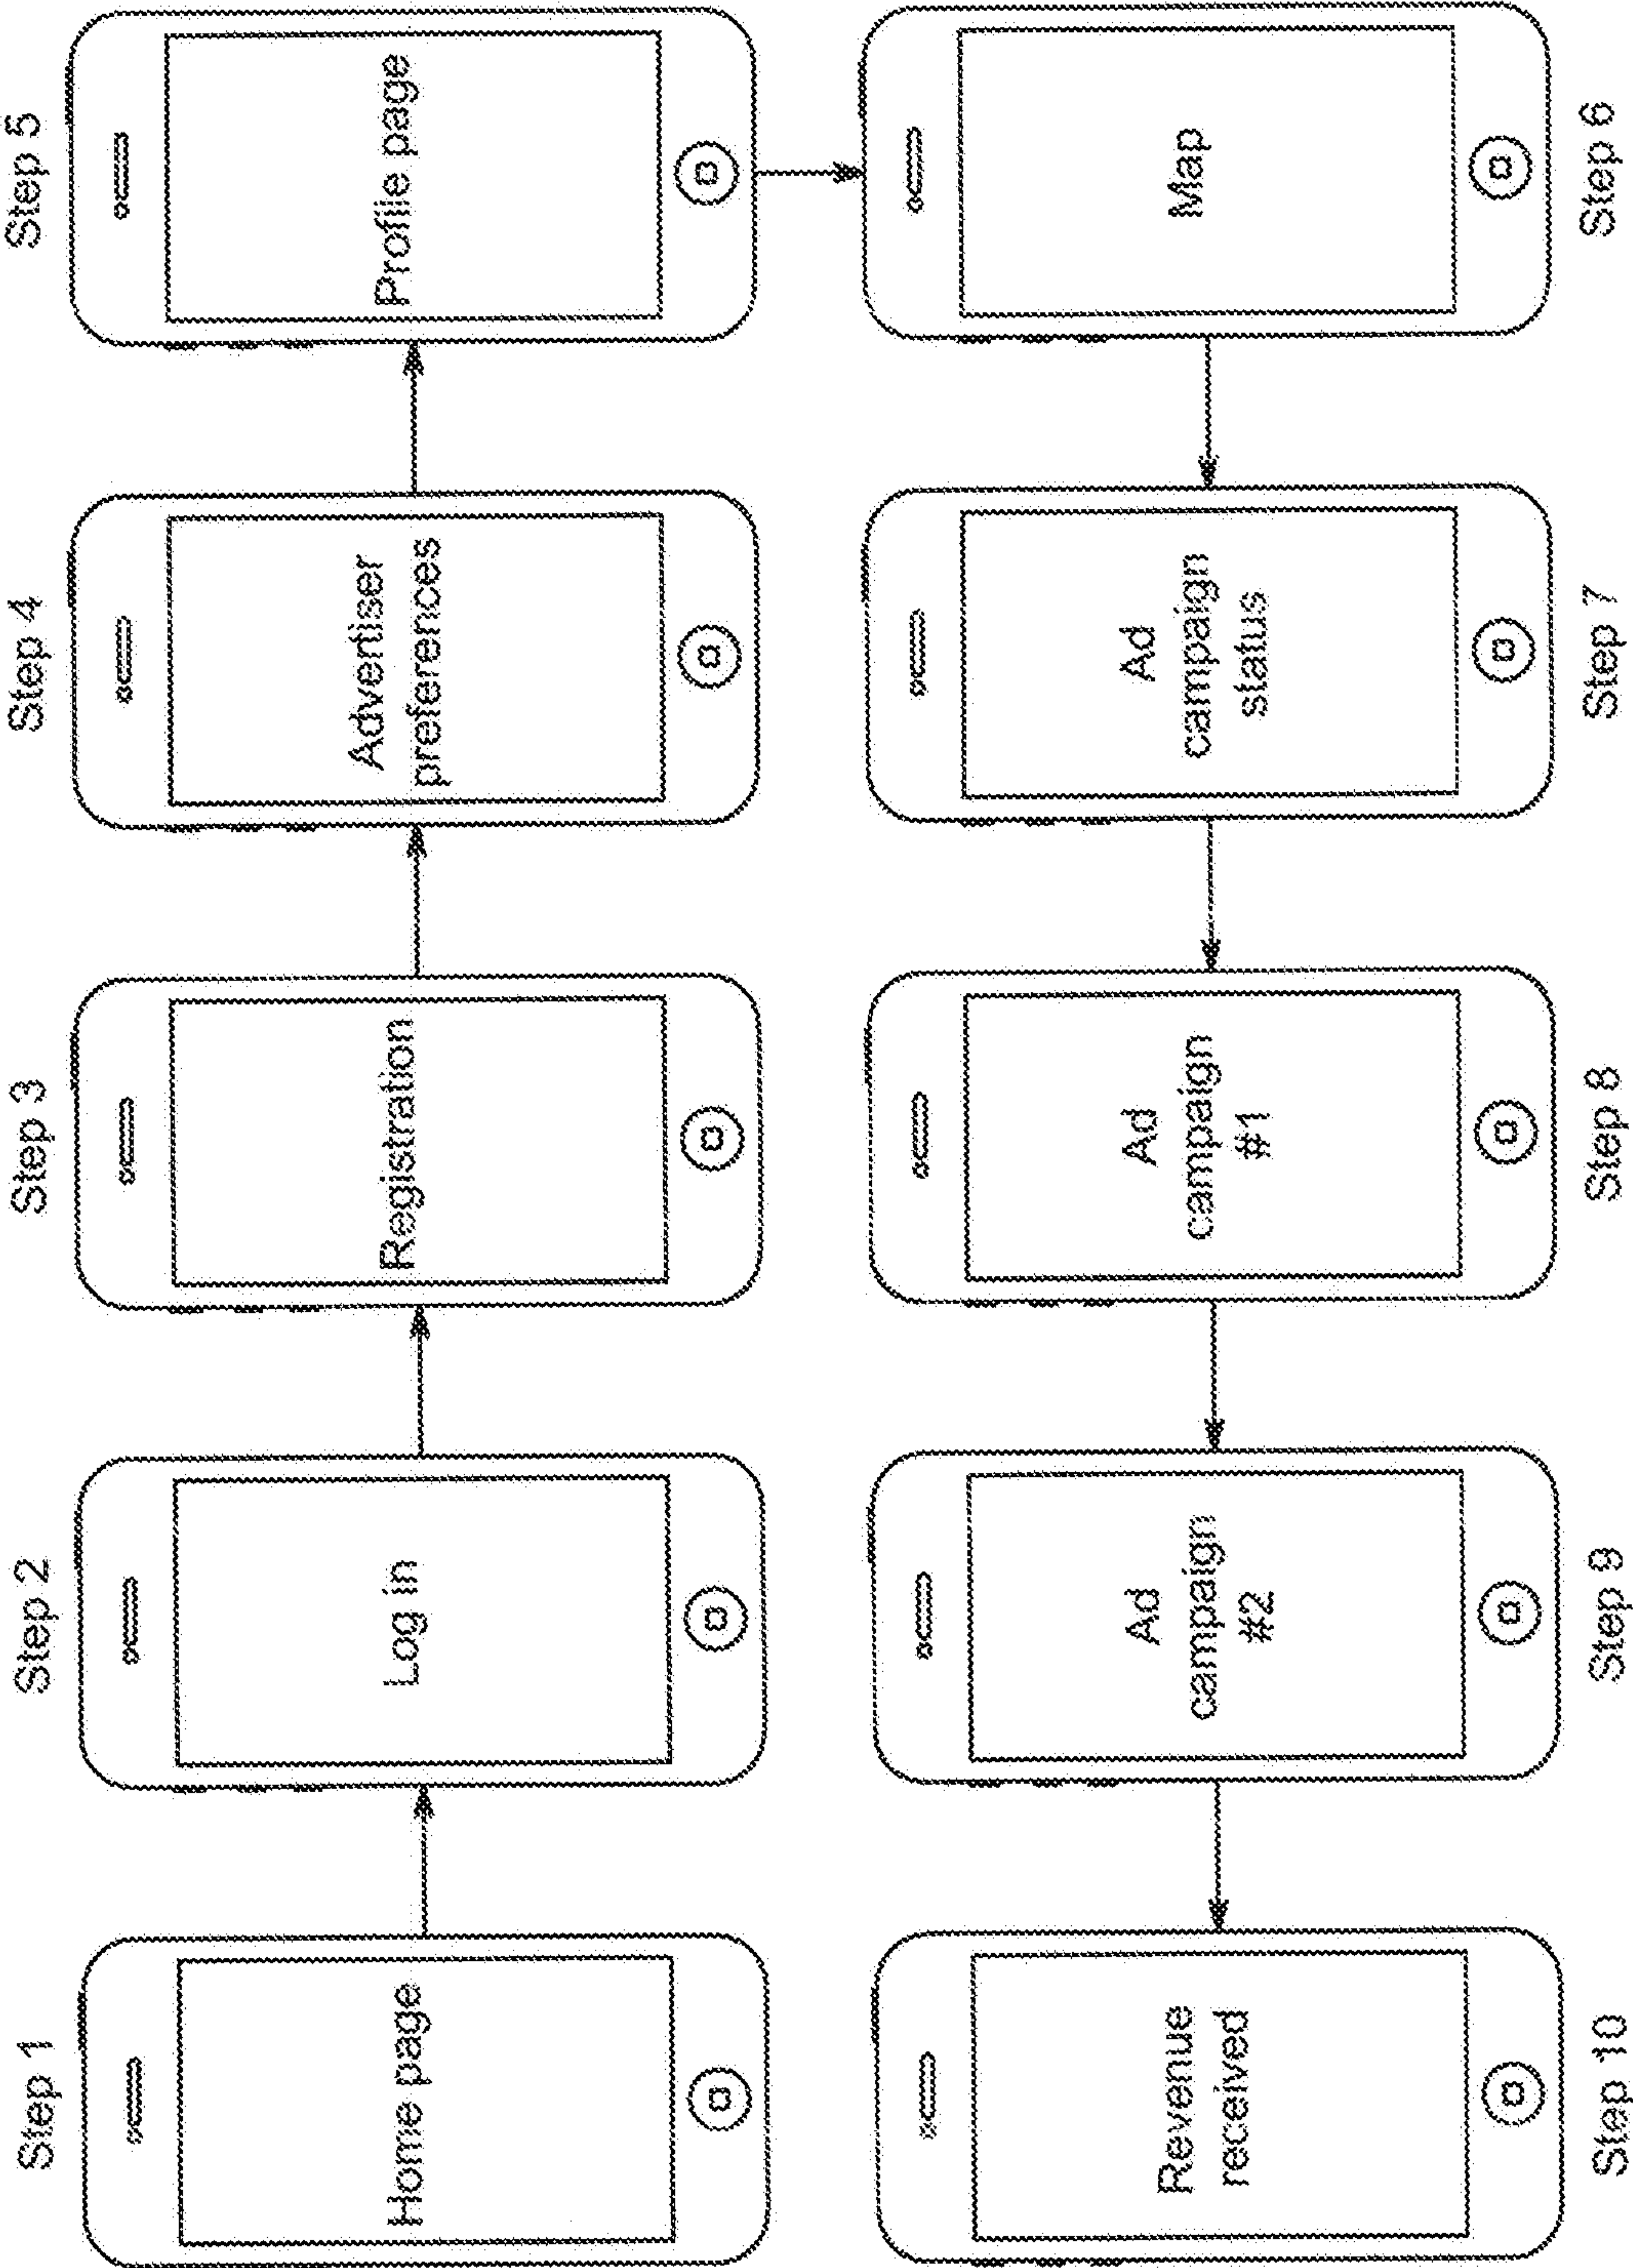 Step 1
Home page
Step 2
Log in
Step 3
Registration
Step 4
Advertiser
preferences
Step 5
Profile page
Step 6
Map
Step 7
Ad
campaign
status
Step 8
Ad
campaign
#1
Step 9
Ad
campaign
#2
Step 10
Revenue
received